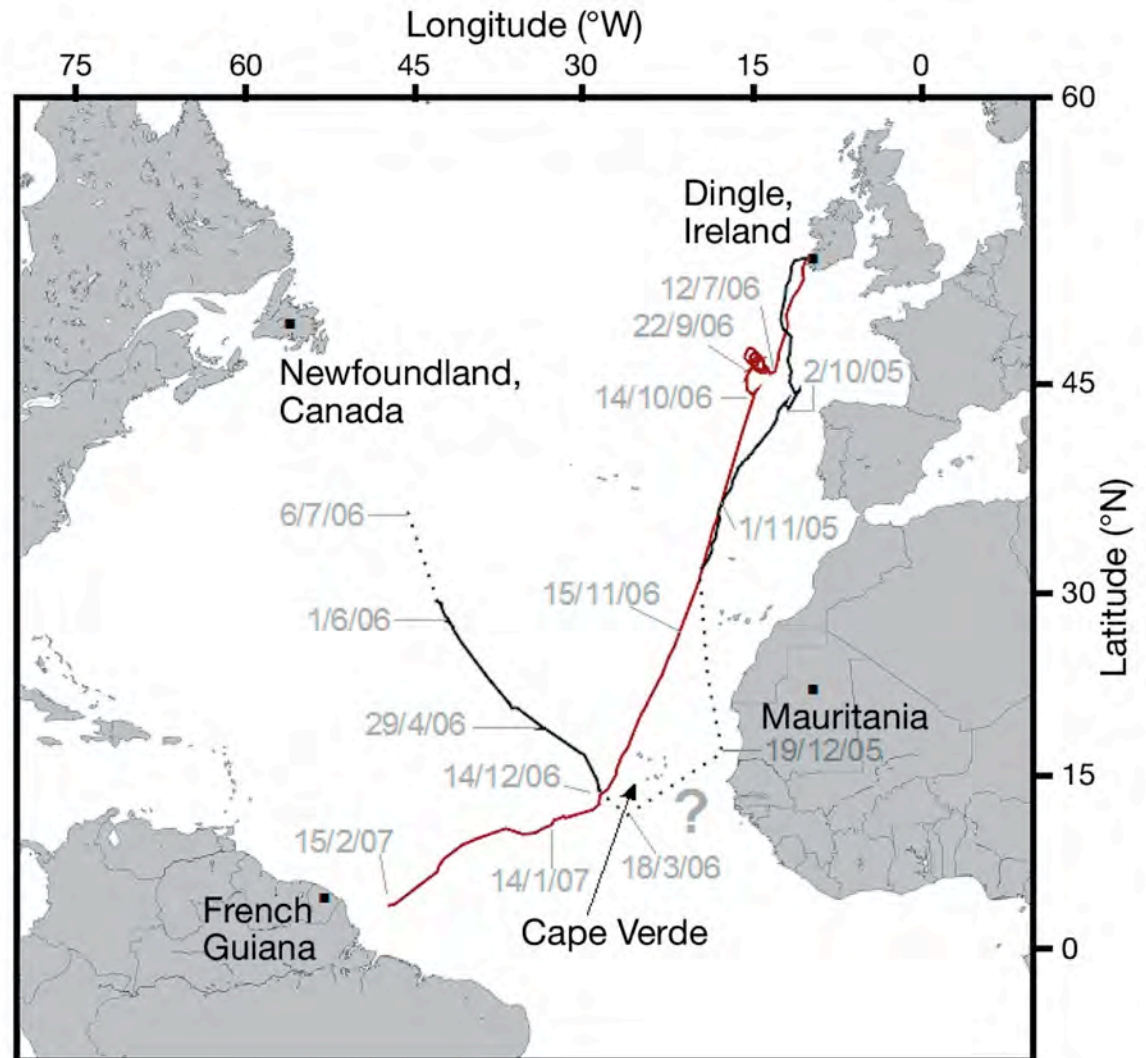 Longitude (°W)
75 60 45 30 15 0
60
Dingle,
Ireland
12/7/06
22/9/06
2/10/05
14/10/06
45
Newfoundland,
Canada
6/7/06
1/11/05
15/11/06
30
1/6/06
Latitude (°N)
Mauritania
29/4/06
19/12/05
14/12/06
15
?
15/2/07
18/3/06
14/1/07
French
Guiana
Cape Verde
0